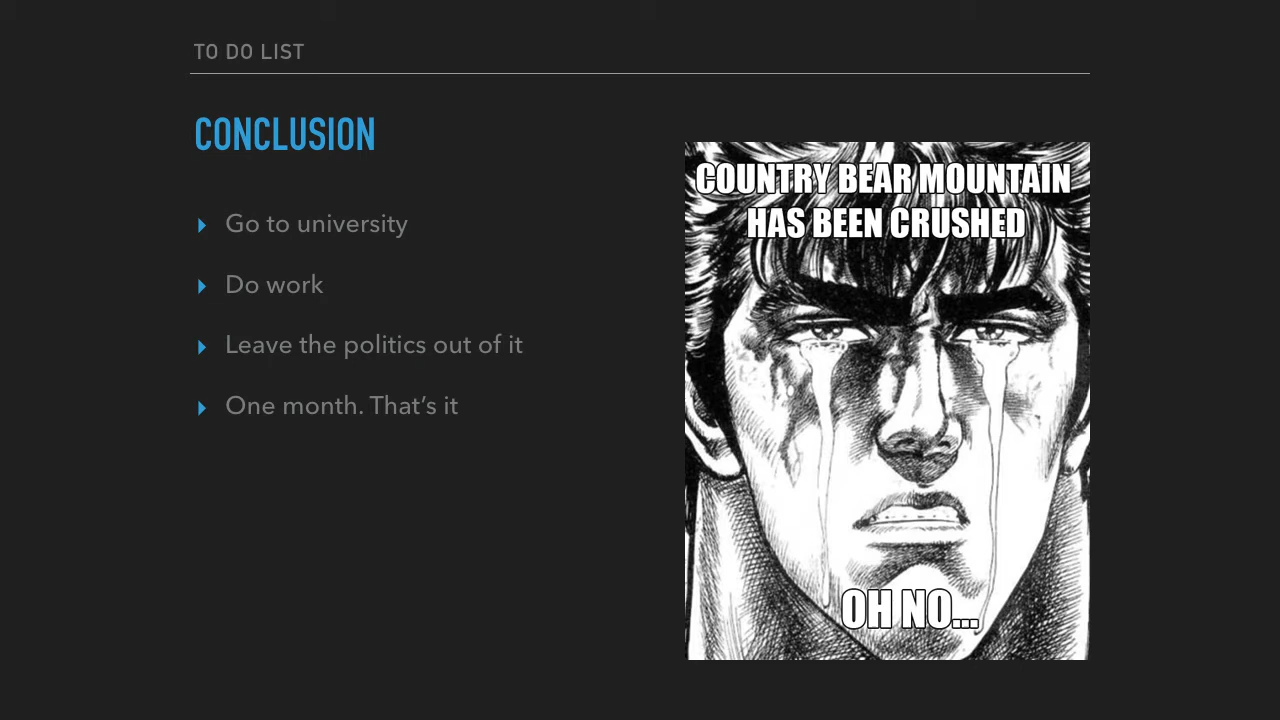 TO DO LIST
CONCLUSION
Go to university
Do work
Leave the politics out of it
One month. That’s it
COUNTRY BEAR MOUNTAIN
HAS BEEN CRUSHED
OH NO...